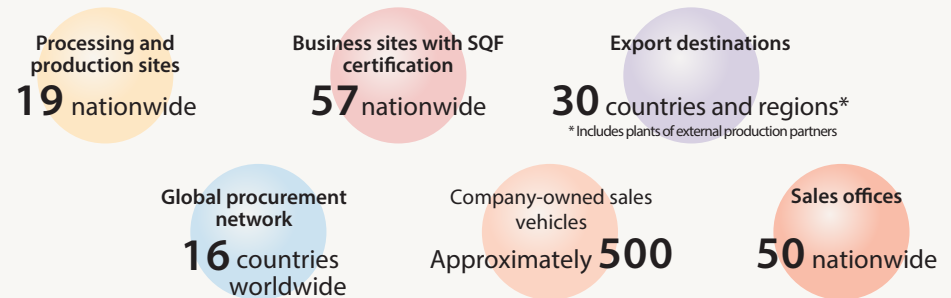 Processing and
production sites
19 nationwide
Business sites with SQF
certification
57 nationwide
Export destinations
30 countries and regions*
* Includes plants of external production partners
Global procurement
network
16 countries
worldwide
Company-owned sales
vehicles
Approximately 500
Sales offices
50 nationwide